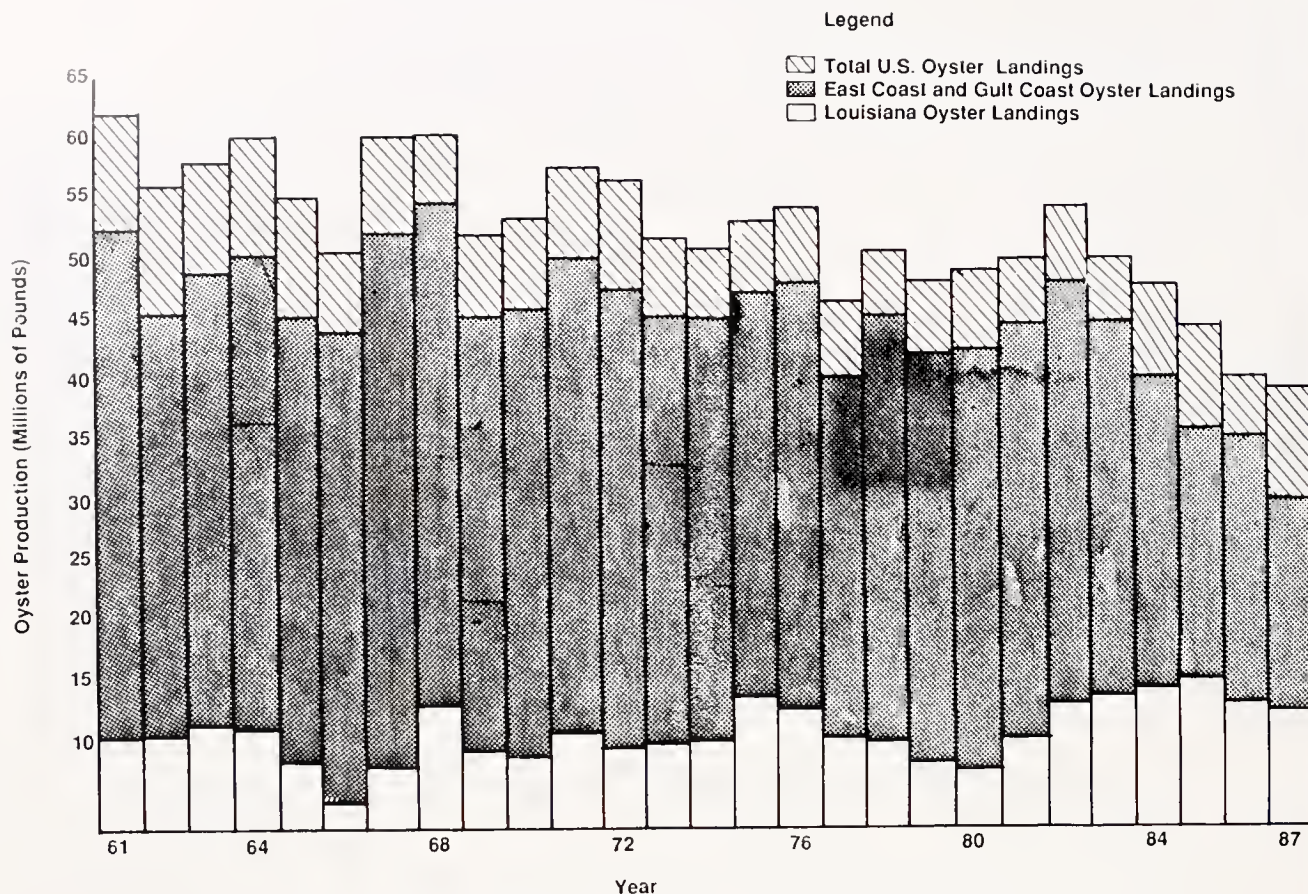 Legend
Total U.S. Oyster Landings
East Coast and Gult Coast Oyster Landings
Louisiana Oyster Landings
Oyster Production (Millions of Pounds)
65
60
55
50
45
40
35
30
25
20
15
10
61 64 68 72 76 80 84 87
Year